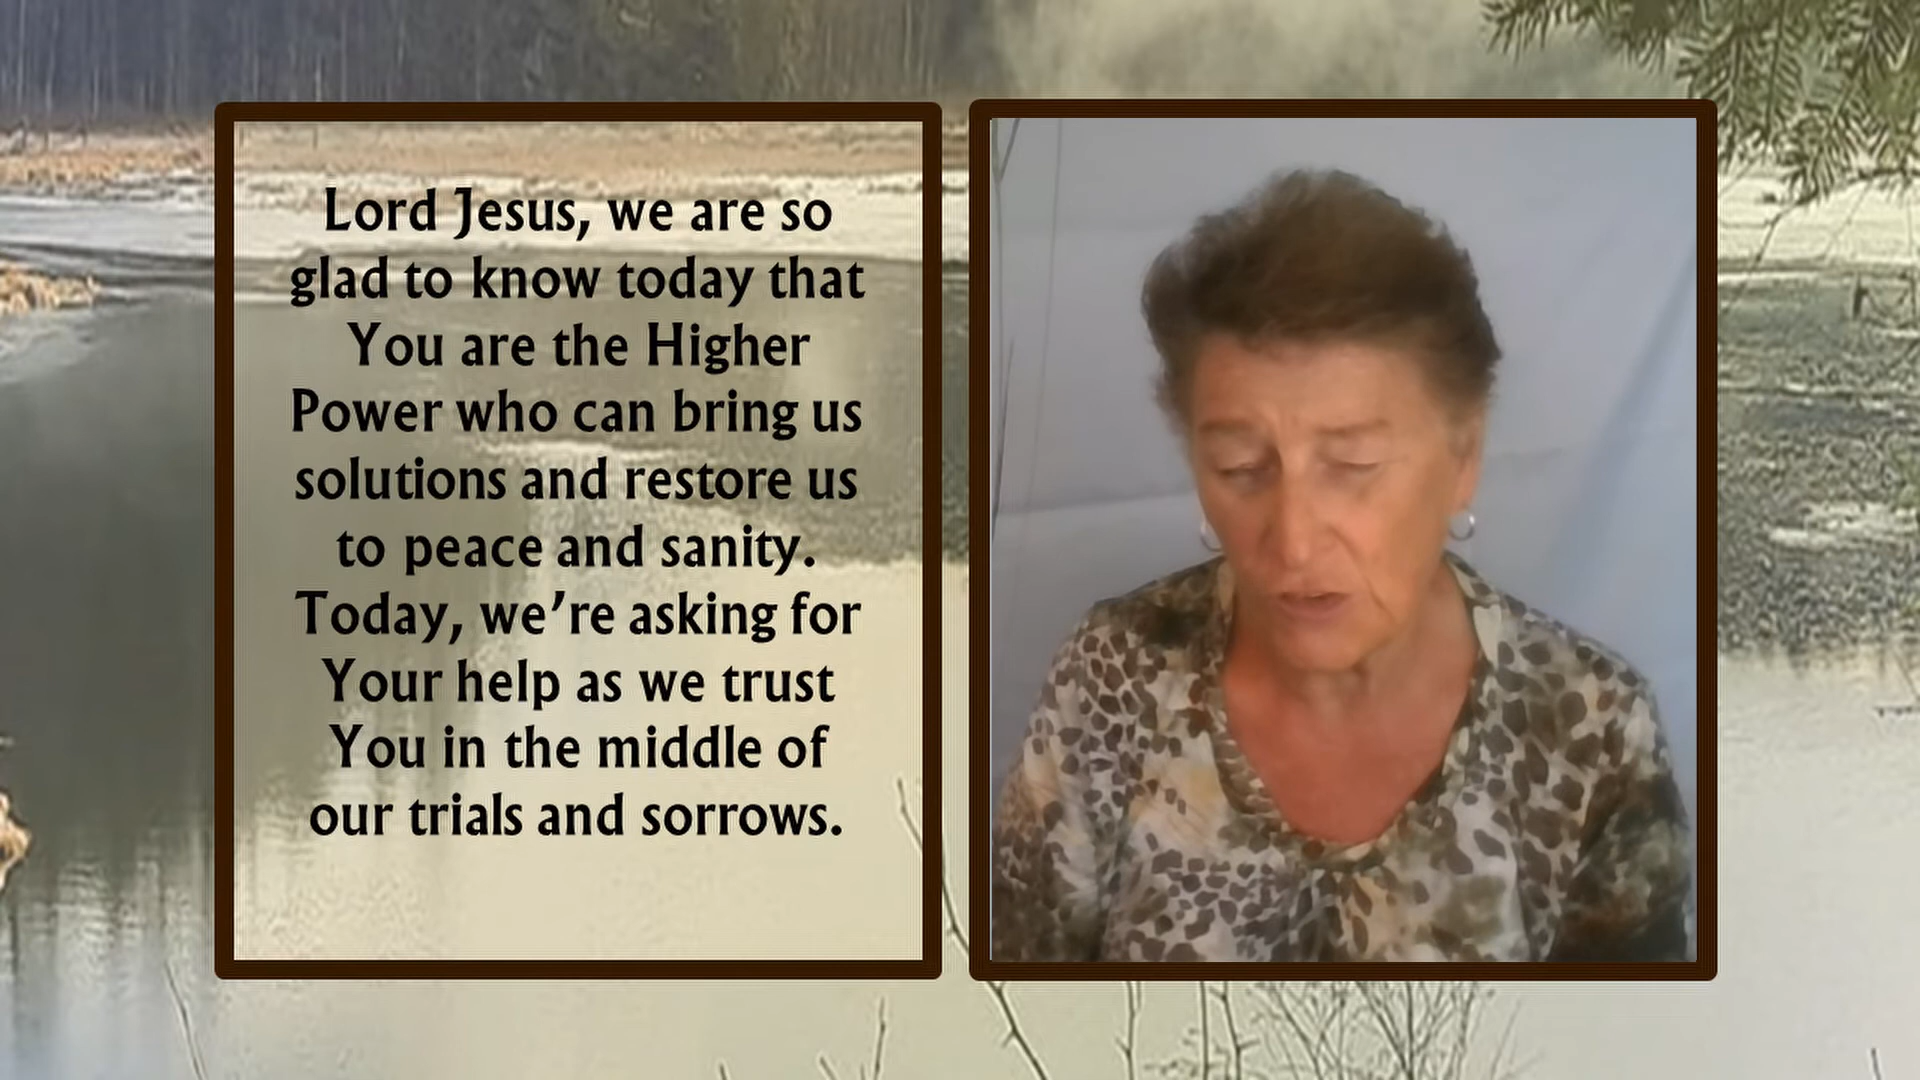 Lord Jesus, we are so
glad to know today that
You are the Higher
Power who can bring us
solutions and restore us
to peace and sanity.
Today, we’re asking for
Your help as we trust
You in the middle of
our trials and sorrows.